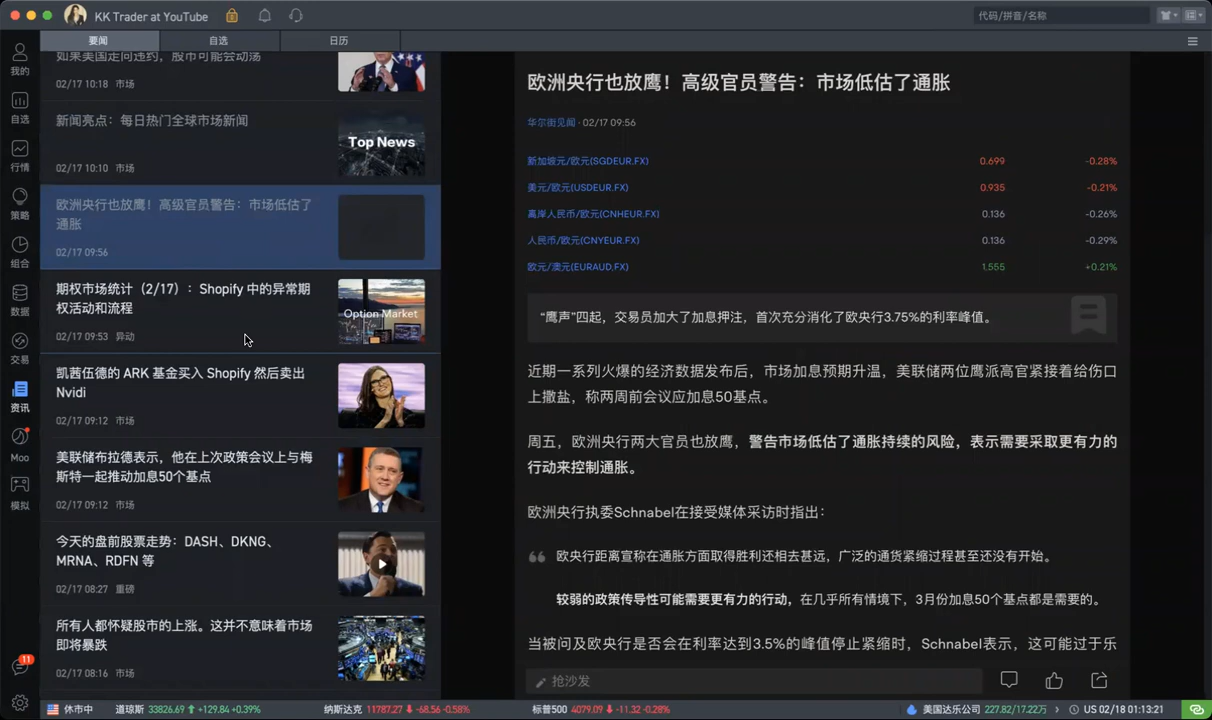 KK Trader at YouTube
代码/拼音/名称
要闻
自选
日历
我的
自选
行情
策略
组合
数据
交易
资讯
Moo
模拟
11
如果美国走向违约，股市可能会动荡
02/17 10:18 市场
新闻亮点：每日热门全球市场新闻
02/17 10:10 市场
Top News
欧洲央行也放鹰！高级官员警告：市场低估了
通胀
02/17 09:56
期权市场统计（2/17）：Shopify 中的异常期
权活动和流程
02/17 09:53 异动
Option Market
凯茜伍德的 ARK 基金买入 Shopify 然后卖出
Nvidi
02/17 09:12 市场
美联储布拉德表示，他在上次政策会议上与梅
斯特一起推动加息50个基点
02/17 09:12 市场
今天的盘前股票走势：DASH、DKNG、
MRNA、RDFN 等
02/17 08:27 重磅
所有人都怀疑股市的上涨。这并不意味着市场
即将暴跌
02/17 08:16 市场
欧洲央行也放鹰！高级官员警告：市场低估了通胀
华尔街见闻 · 02/17 09:56
新加坡元/欧元(SGDEUR.FX) 0.699 -0.28%
美元/欧元(USDEUR.FX) 0.935 -0.21%
离岸人民币/欧元(CNHEUR.FX) 0.136 -0.26%
人民币/欧元(CNYEUR.FX) 0.136 -0.29%
欧元/澳元(EURAUD.FX) 1.555 +0.21%
“鹰声”四起，交易员加大了加息押注，首次充分消化了欧央行3.75%的利率峰值。
近期一系列火爆的经济数据发布后，市场加息预期升温，美联储两位鹰派高官紧接着给伤口
上撒盐，称两周前会议应加息50基点。
周五，欧洲央行两大官员也放鹰，警告市场低估了通胀持续的风险，表示需要采取更有力的
行动来控制通胀。
欧洲央行执委Schnabel在接受媒体采访时指出：
欧央行距离宣称在通胀方面取得胜利还相去甚远，广泛的通货紧缩过程甚至还没有开始。
较弱的政策传导性可能需要更有力的行动，在几乎所有情境下，3月份加息50个基点都是需要的。
当被问及欧央行是否会在利率达到3.5%的峰值停止紧缩时，Schnabel表示，这可能过于乐
抢沙发
休市中 道琼斯 33826.69 +129.84 +0.39% 纳斯达克 11787.27 -68.56 -0.58% 标普500 4079.09 -11.32 -0.28% 美国达乐公司 227.82/17.22万 US 02/18 01:13:21